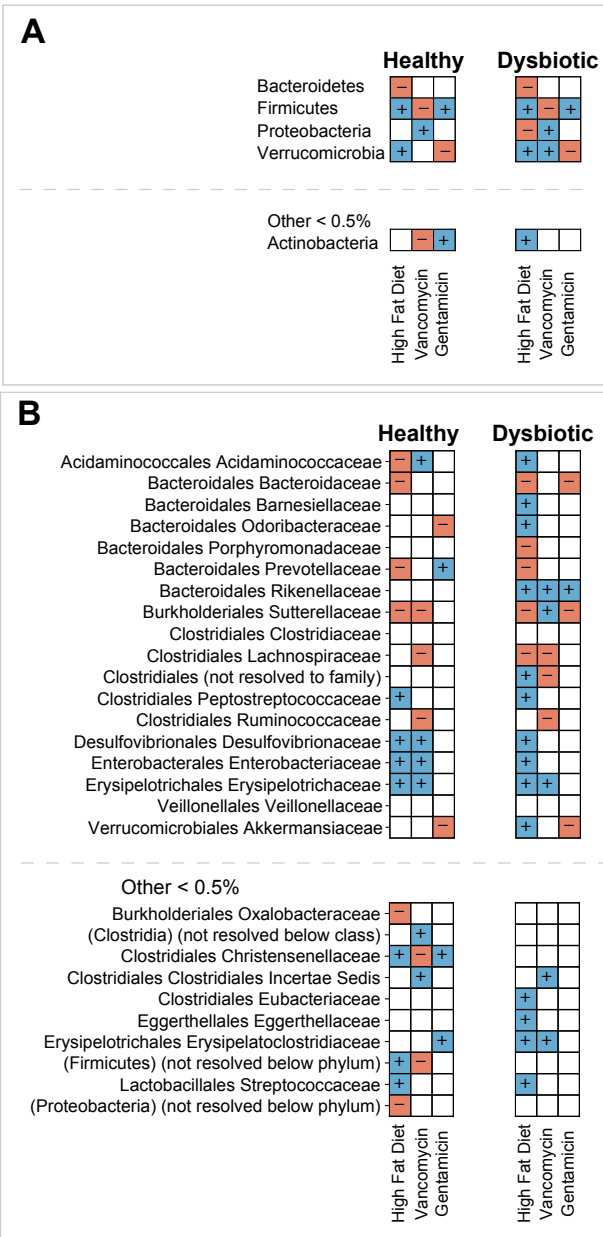 A
Healthy Dysbiotic
Bacteroidetes − −
Firmicutes + − + + − +
Proteobacteria + − +
Verrucomicrobia + − + + −
Other < 0.5%
Actinobacteria − + +
High Fat Diet Vancomycin Gentamicin High Fat Diet Vancomycin Gentamicin
B
Healthy Dysbiotic
Acidaminococcales Acidaminococcaceae − + +
Bacteroidales Bacteroidaceae − − −
Bacteroidales Barnesiellaceae +
Bacteroidales Odoribacteraceae − +
Bacteroidales Porphyromonadaceae −
Bacteroidales Prevotellaceae − + −
Bacteroidales Rikenellaceae + + +
Burkholderiales Sutterellaceae − − − + −
Clostridiales Clostridiaceae
Clostridiales Lachnospiraceae − − −
Clostridiales (not resolved to family) + −
Clostridiales Peptostreptococcaceae + +
Clostridiales Ruminococcaceae − −
Desulfovibrionales Desulfovibrionaceae + + +
Enterobacterales Enterobacteriaceae + + +
Erysipelotrichales Erysipelotrichaceae + + + +
Veillonellales Veillonellaceae
Verrucomicrobiales Akkermansiaceae − + −
Other < 0.5%
Burkholderiales Oxalobacteraceae −
(Clostridia) (not resolved below class) +
Clostridiales Christensenellaceae + − +
Clostridiales Clostridiales Incertae Sedis + +
Clostridiales Eubacteriaceae +
Eggerthellales Eggerthellaceae +
Erysipelotrichales Erysipelatoclostridiaceae + + +
(Firmicutes) (not resolved below phylum) + −
Lactobacillales Streptococcaceae + +
(Proteobacteria) (not resolved below phylum) −
High Fat Diet Vancomycin Gentamicin High Fat Diet Vancomycin Gentamicin